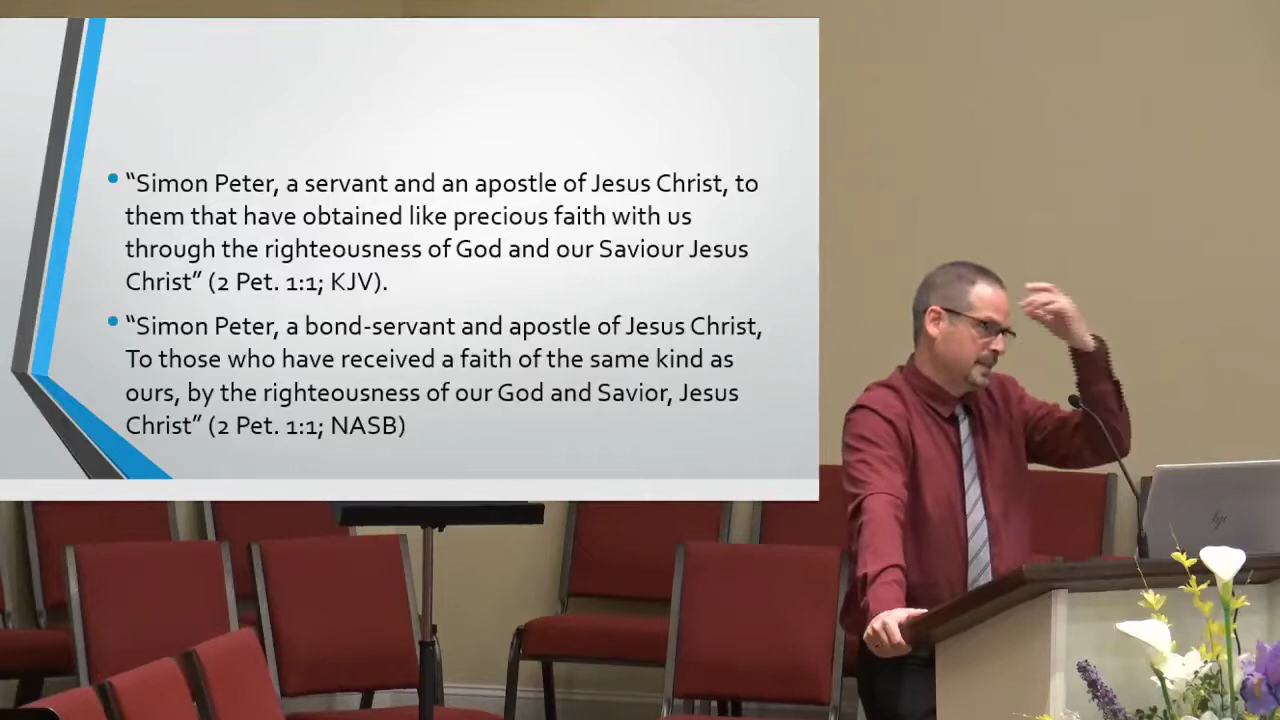 “Simon Peter, a servant and an apostle of Jesus Christ, to
them that have obtained like precious faith with us
through the righteousness of God and our Saviour Jesus
Christ” (2 Pet. 1:1; KJV).
“Simon Peter, a bond-servant and apostle of Jesus Christ,
To those who have received a faith of the same kind as
ours, by the righteousness of our God and Savior, Jesus
Christ” (2 Pet. 1:1; NASB)
hp